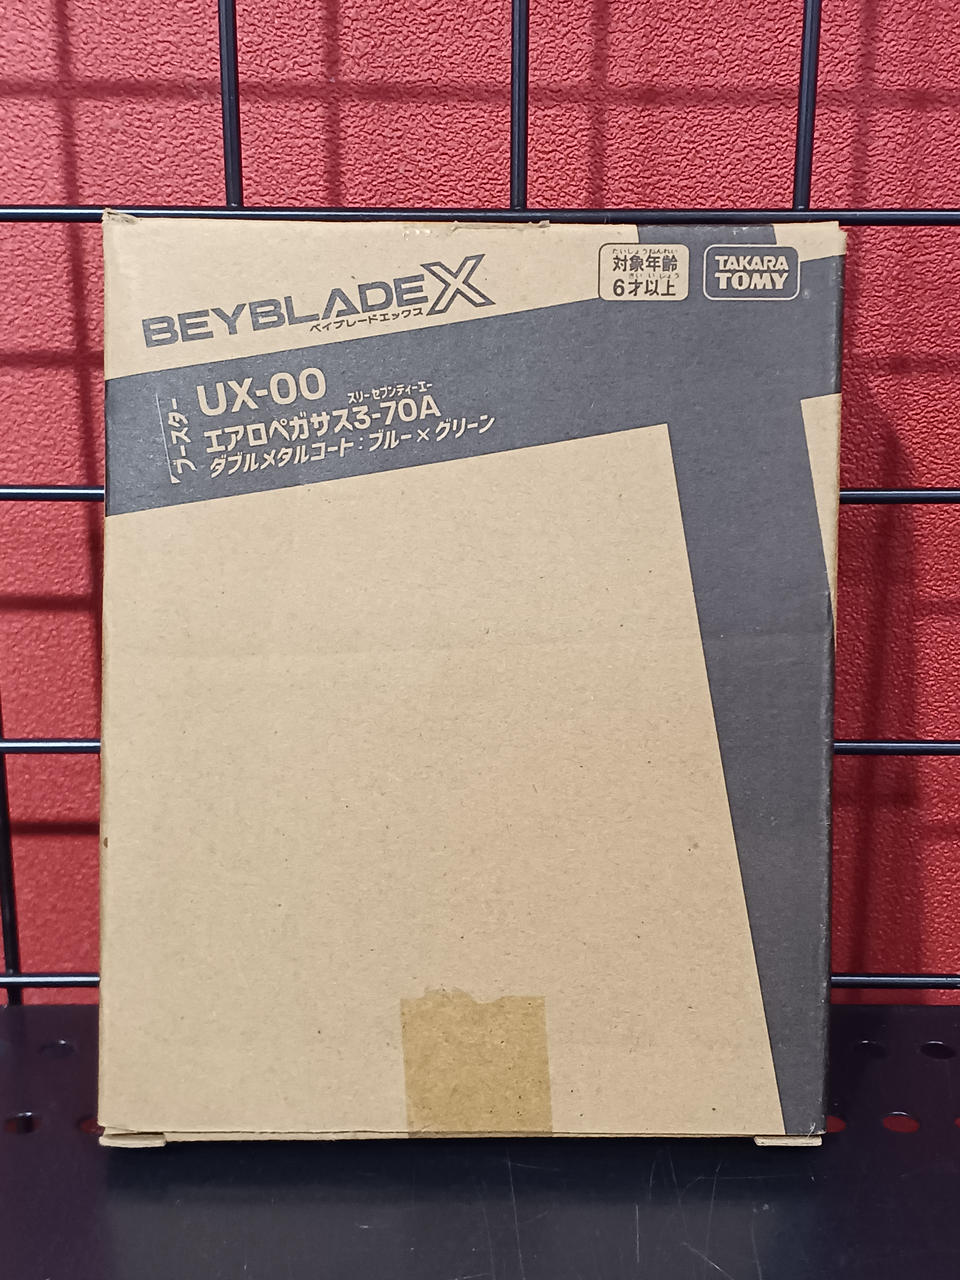 BEYBLADE X
ベイブレードエックス
たいしょうねんれい
対象年齢
さいいじょう
6才以上
TAKARA
TOMY
ブースター
UX-00
スリーセブンティーエー
エアロペガサス3-70A
ダブルメタルコート:ブルー×グリーン